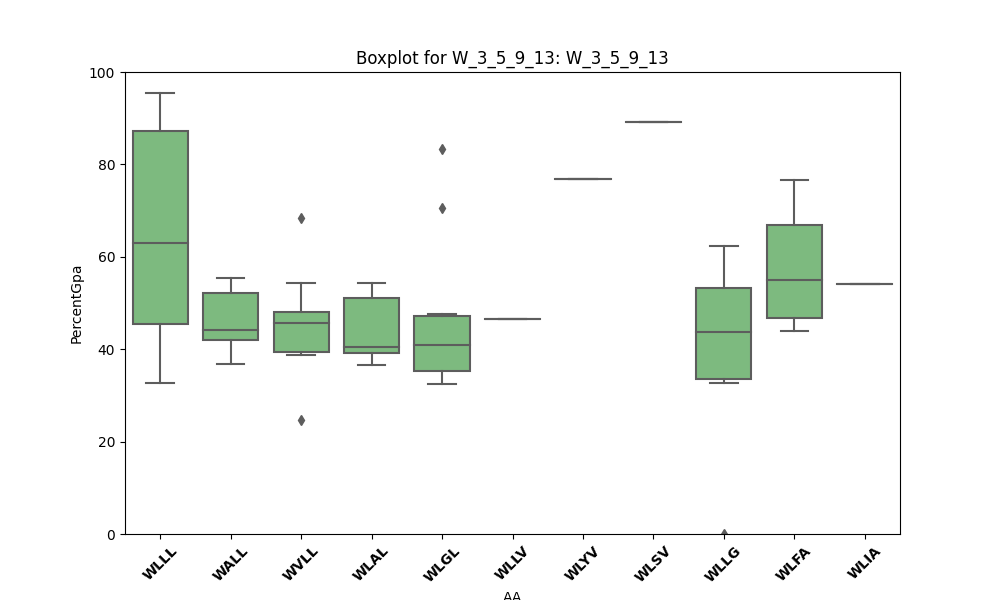 Boxplot for W_3_5_9_13: W_3_5_9_13
PercentGpa
100
80
60
40
20
0
WLLL
WALL
WVLL
WLAL
WLGL
WLLV
WLYV
WLSV
WLLG
WLFA
WLIA
AA